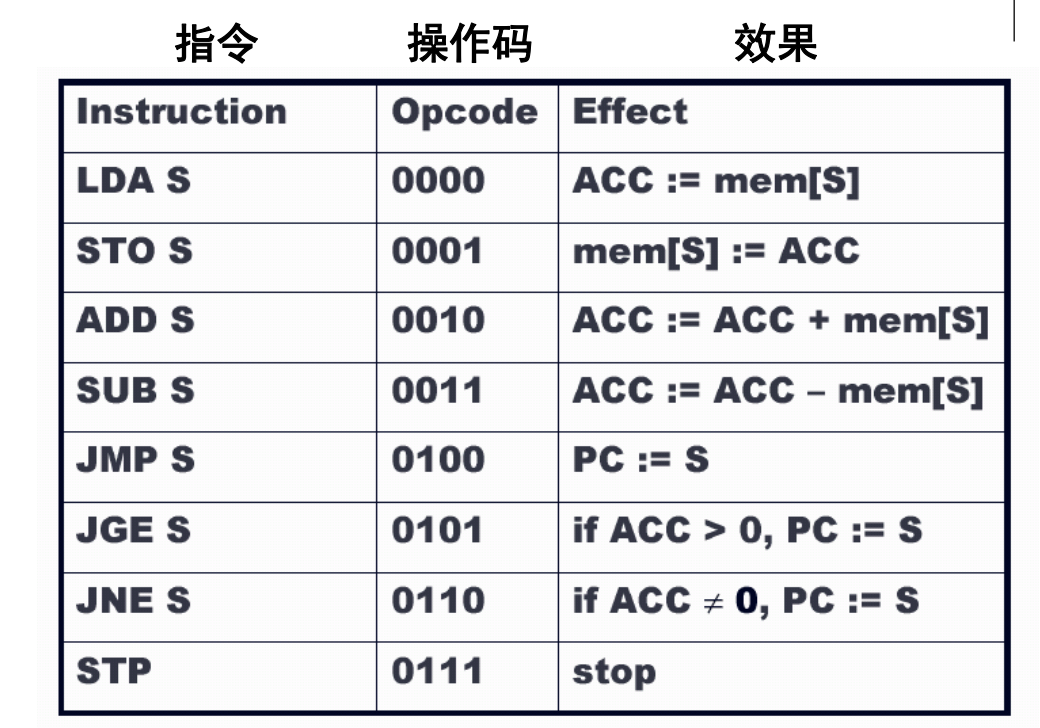 指令 操作码 效果
Instruction Opcode Effect
LDA S 0000 ACC := mem[S]
STO S 0001 mem[S] := ACC
ADD S 0010 ACC := ACC + mem[S]
SUB S 0011 ACC := ACC – mem[S]
JMP S 0100 PC := S
JGE S 0101 if ACC > 0, PC := S
JNE S 0110 if ACC ≠ 0, PC := S
STP 0111 stop